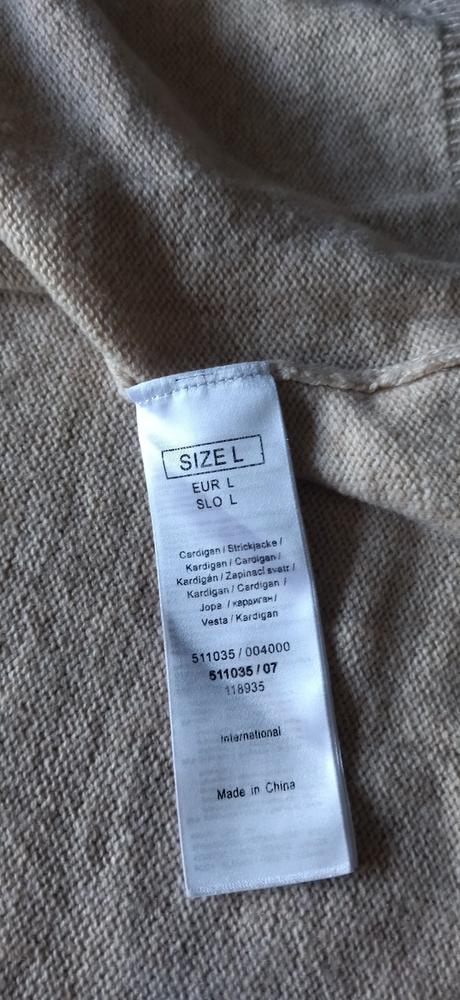 SIZE L
EUR L
SLO L
Cardigan / Strickjacke /
Kardigan / Cardigan /
Kardigán / Zapínací svetr /
Kardigan / Cardigan /
Jopa / кардиган /
Vesta / Kardigan
511035 / 004000
511035 / 07
118935
International
Made in China